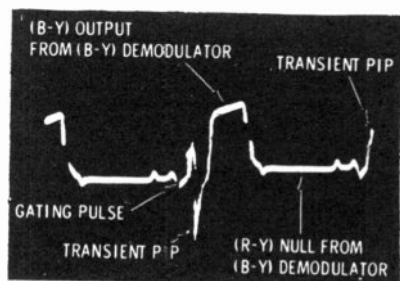 (B-Y) OUTPUT
FROM (B-Y) DEMODULATOR
TRANSIENT PIP
GATING PULSE
TRANSIENT PIP
(R-Y) NULL FROM
(B-Y) DEMODULATOR